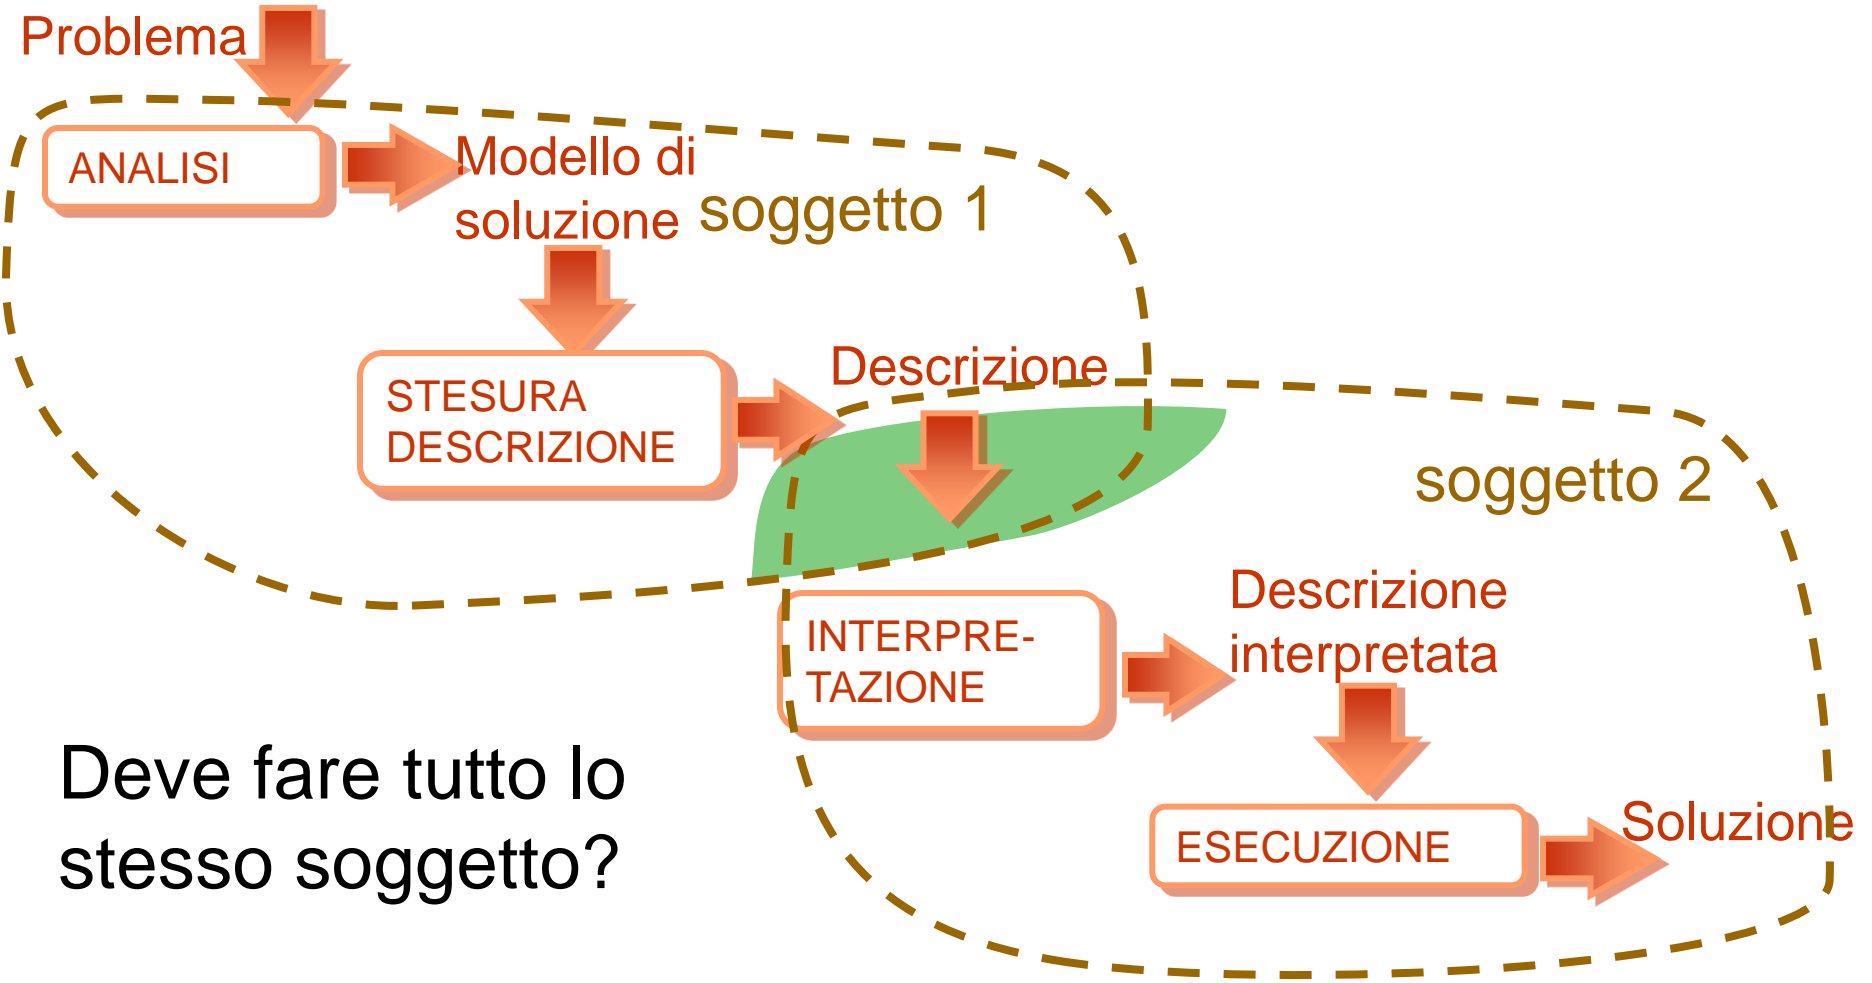 Problema
ANALISI
Modello di
soluzione
soggetto 1
STESURA
DESCRIZIONE
Descrizione
soggetto 2
INTERPRE-
TAZIONE
Descrizione
interpretata
Deve fare tutto lo
stesso soggetto?
ESECUZIONE
Soluzione